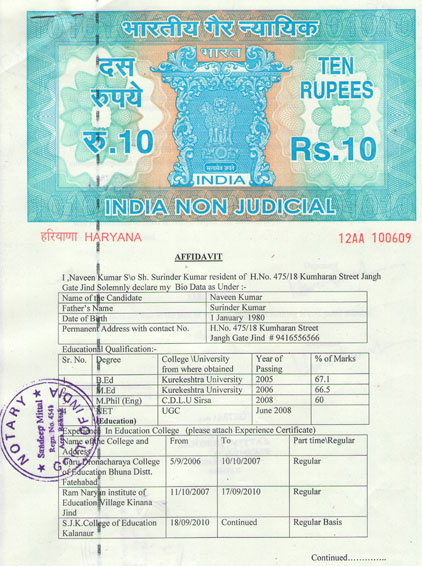 भारतीय गैर न्यायिक
भारत
दस
रुपये
रु.10
TEN
RUPEES
Rs.10
सत्यमेव जयते
INDIA
INDIA NON JUDICIAL
हरियाणा HARYANA
12AA 100609
AFFIDAVIT
I ,Naveen Kumar S\o Sh. Surinder Kumar resident of H.No. 475/18 Kumharan Street Jangh
Gate Jind Solemnly declare my Bio Data as Under :-
Name of the Candidate Naveen Kumar
Father's Name Surinder Kumar
Date of Birth 1 January 1980
Permanent Address with contact No. H.No. 475/18 Kumharan Street
Jangh Gate Jind # 9416556566
Educational Qualification:-
Sr. No. Degree College \University Year of % of Marks
from where obtained Passing
B.Ed Kurekeshtra University 2005 67.1
M.Ed Kurekeshtra University 2006 66.5
M.Phil (Eng) C.D.L.U Sirsa 2008 60
NET UGC June 2008
(Education)
Experience In Education College (please attach Experience Certificate)
Name of the College and From To Part time\Regular
Address
Guru Dronacharaya College 5/9/2006 10/10/2007 Regular
of Education Bhuna Distt.
Fatehabad
Ram Naryan institute of 11/10/2007 17/09/2010 Regular
Education Village Kinana
Jind
S.J.K.College of Education 18/09/2010 Continued Regular Basis
Kalanaur
Continued…………..
NOTARY
Sandeep Mittal
Regn. No. 4548
INDIA